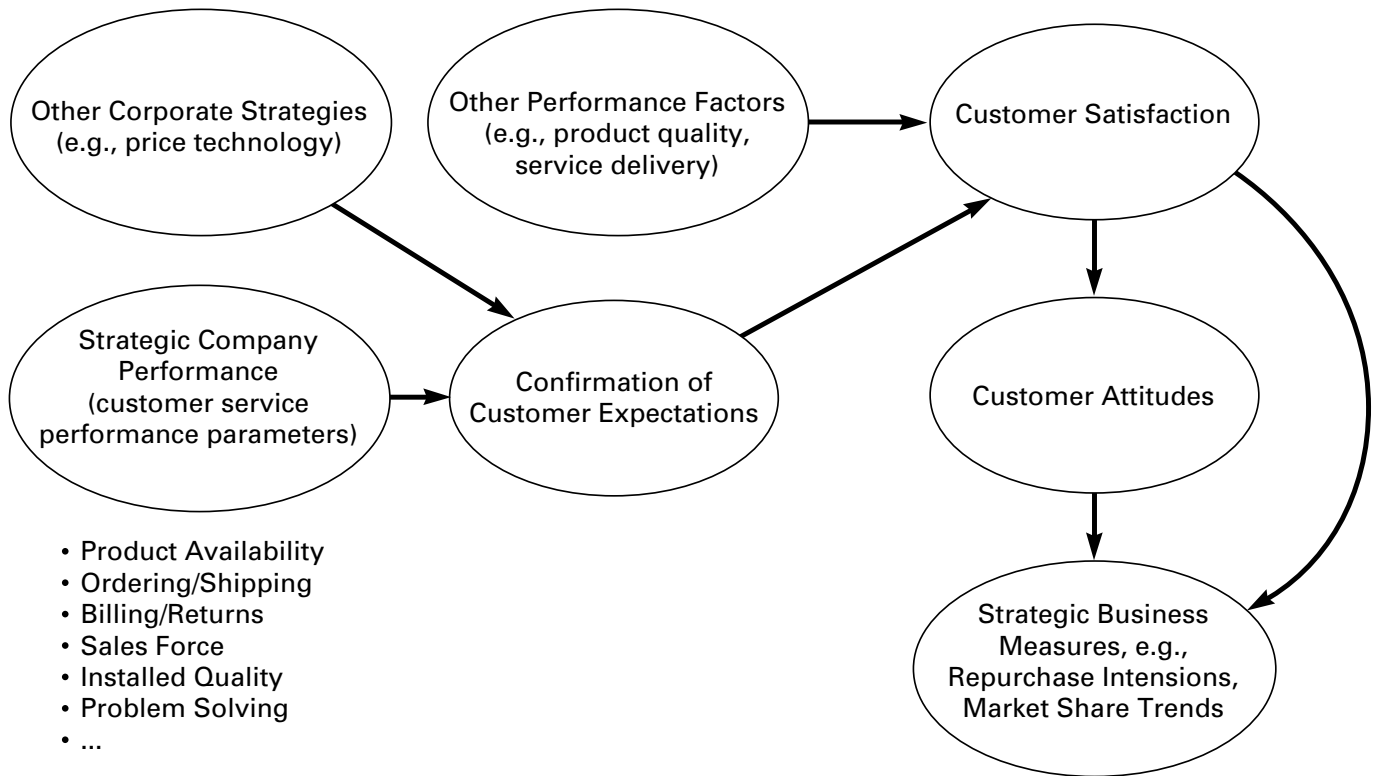 Other Corporate Strategies
(e.g., price technology)
Other Performance Factors
(e.g., product quality,
service delivery)
Customer Satisfaction
Strategic Company
Performance
(customer service
performance parameters)
Confirmation of
Customer Expectations
Customer Attitudes
• Product Availability
• Ordering/Shipping
• Billing/Returns
• Sales Force
• Installed Quality
• Problem Solving
• ...
Strategic Business
Measures, e.g.,
Repurchase Intensions,
Market Share Trends